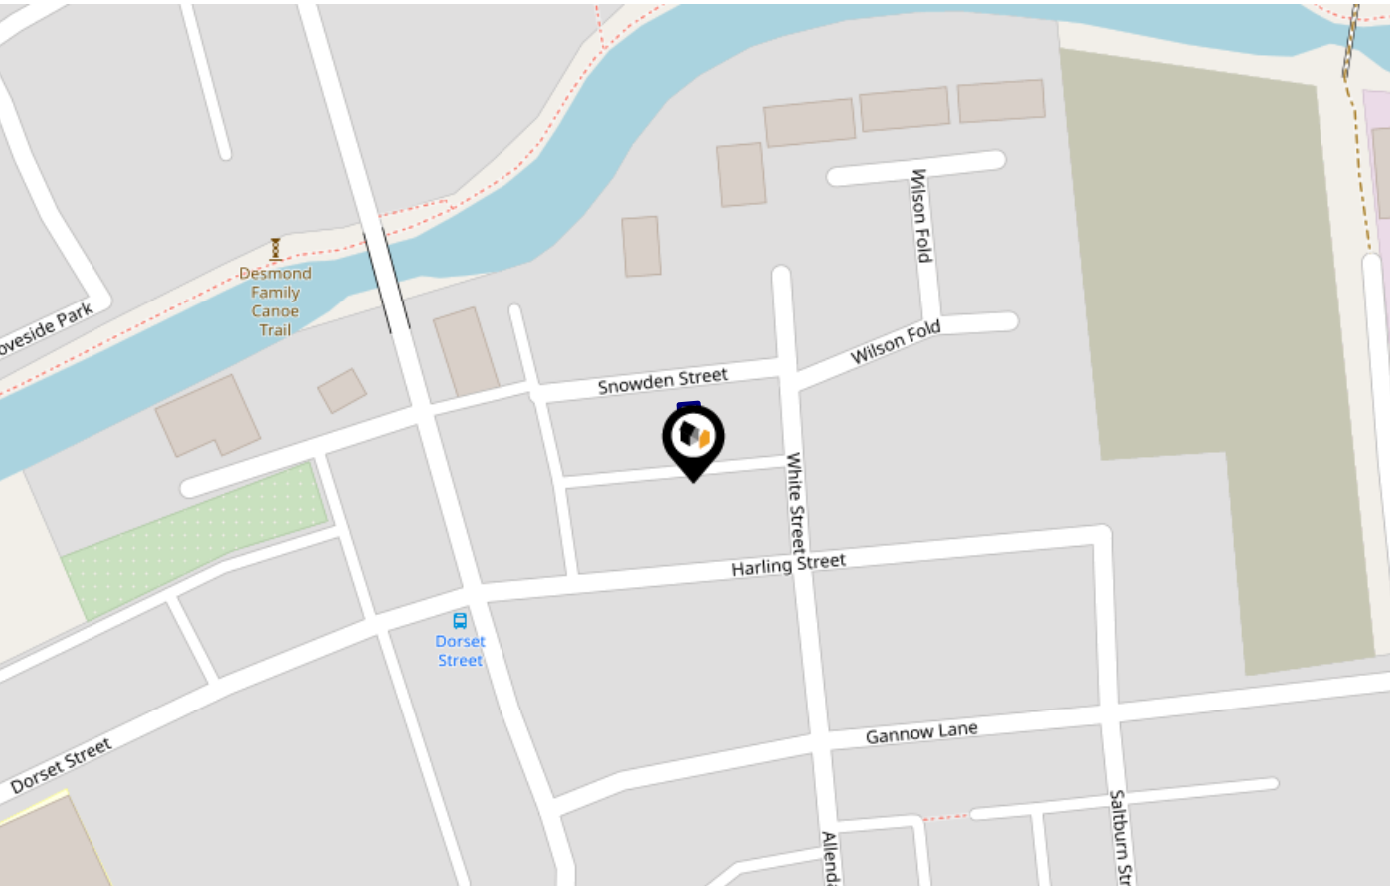 Wilson Fold
Desmond
Family
Canoe
Trail
oveside Park
Wilson Fold
Snowden Street
White Street
Harling Street
Dorset
Street
Gannow Lane
Dorset Street
Saltburn Str
Allenda